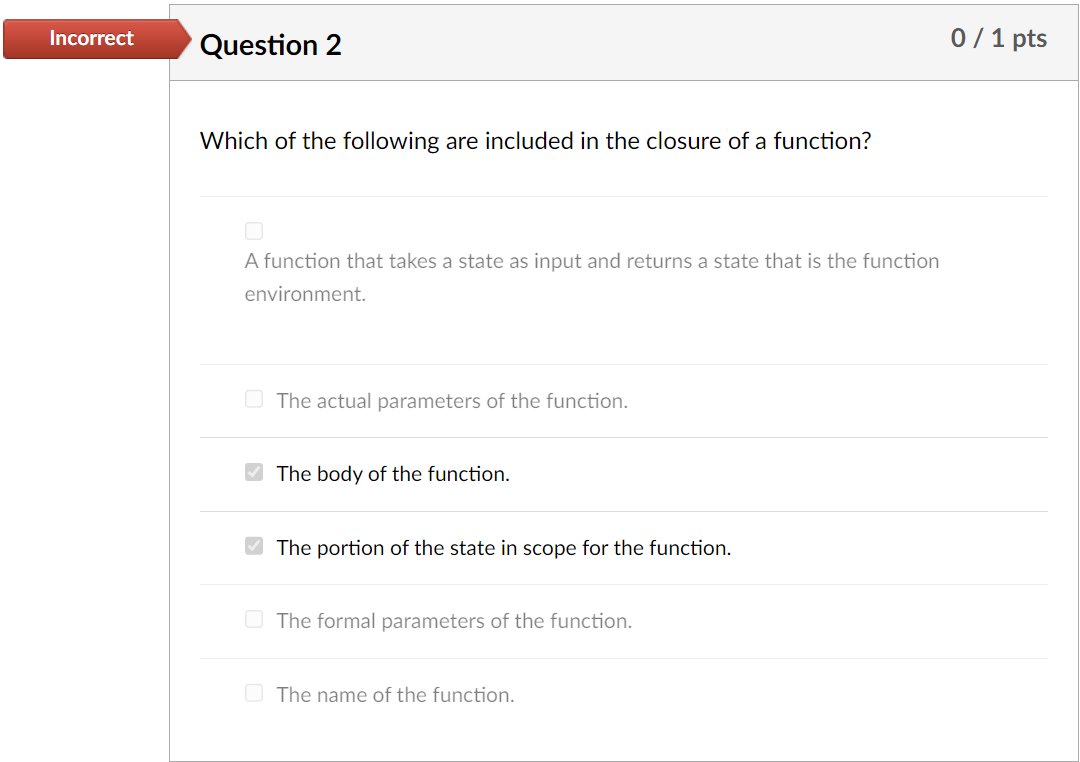 Incorrect
Question 2
0 / 1 pts
Which of the following are included in the closure of a function?
A function that takes a state as input and returns a state that is the function
environment.
The actual parameters of the function.
The body of the function.
The portion of the state in scope for the function.
The formal parameters of the function.
The name of the function.